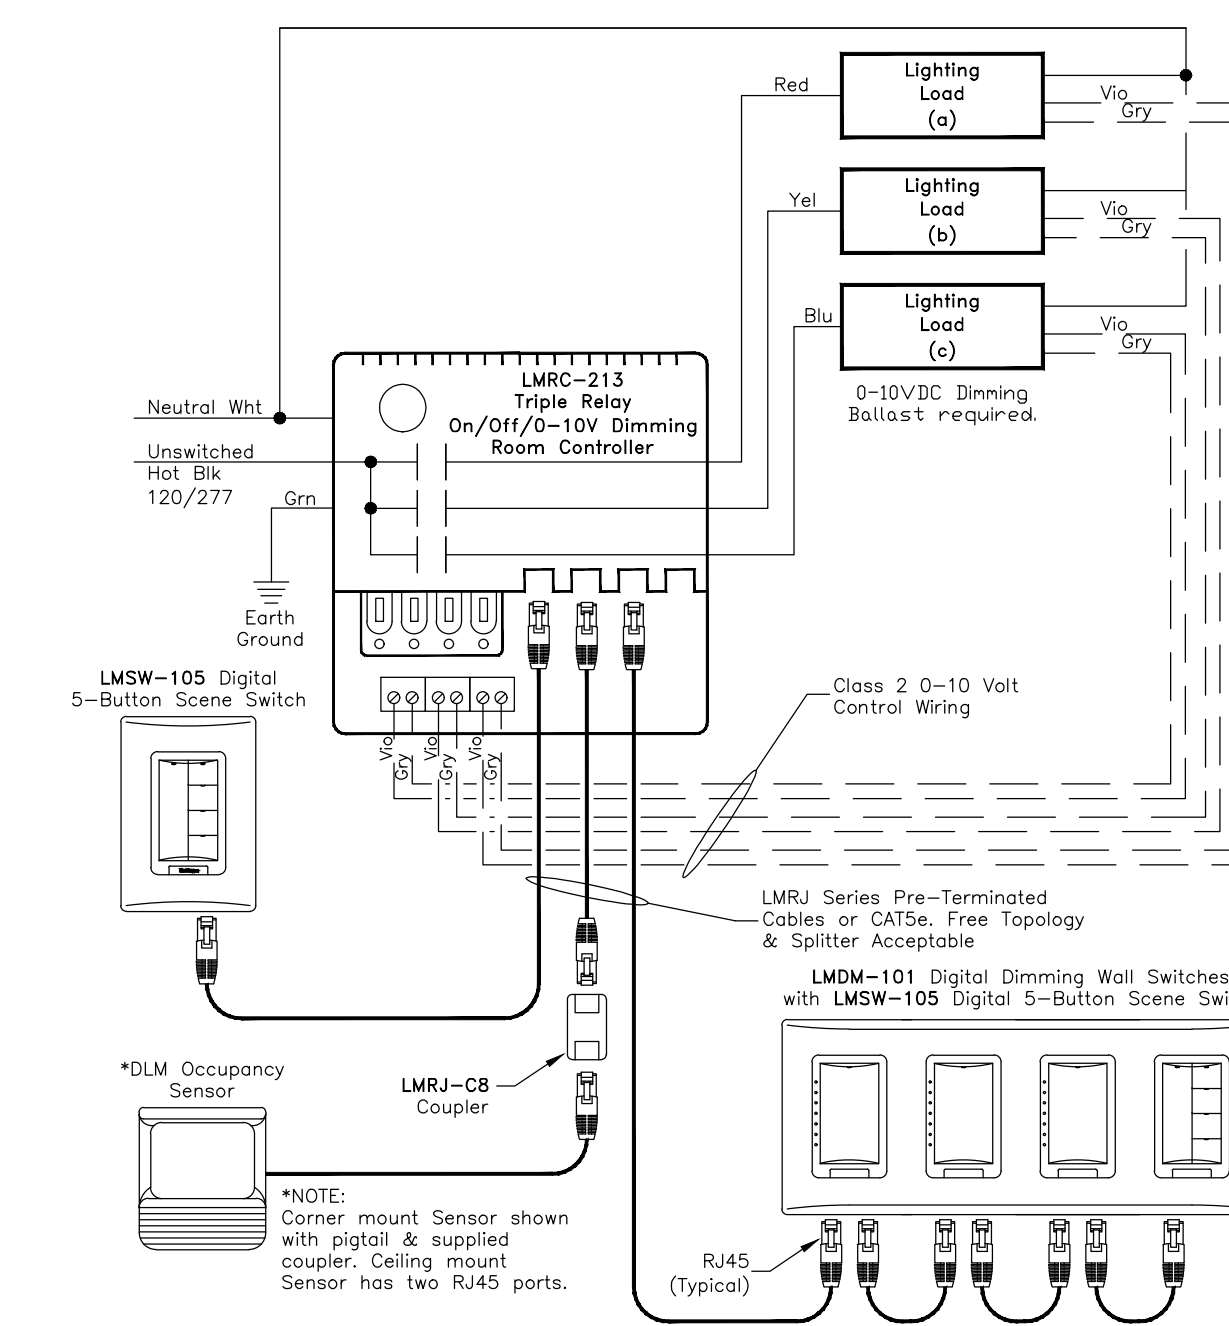 Red
Lighting
Load
(a)
Vio
Gry
Yel
Lighting
Load
(b)
Vio
Gry
Blu
Lighting
Load
(c)
Vio
Gry
0-10VDC Dimming
Ballast required.
LMRC-213
Triple Relay
On/Off/0-10V Dimming
Room Controller
Neutral Wht
Unswitched
Hot Blk
120/277
Grn
Earth
Ground
LMSW-105 Digital
5-Button Scene Switch
Vio
Gry
Vio
Gry
Vio
Gry
Class 2 0-10 Volt
Control Wiring
LMRJ Series Pre-Terminated
Cables or CAT5e. Free Topology
& Splitter Acceptable
LMDM-101 Digital Dimming Wall Switches
with LMSW-105 Digital 5-Button Scene Swi
*DLM Occupancy
Sensor
LMRJ-C8
Coupler
*NOTE:
Corner mount Sensor shown
with pigtail & supplied
coupler. Ceiling mount
Sensor has two RJ45 ports.
RJ45
(Typical)